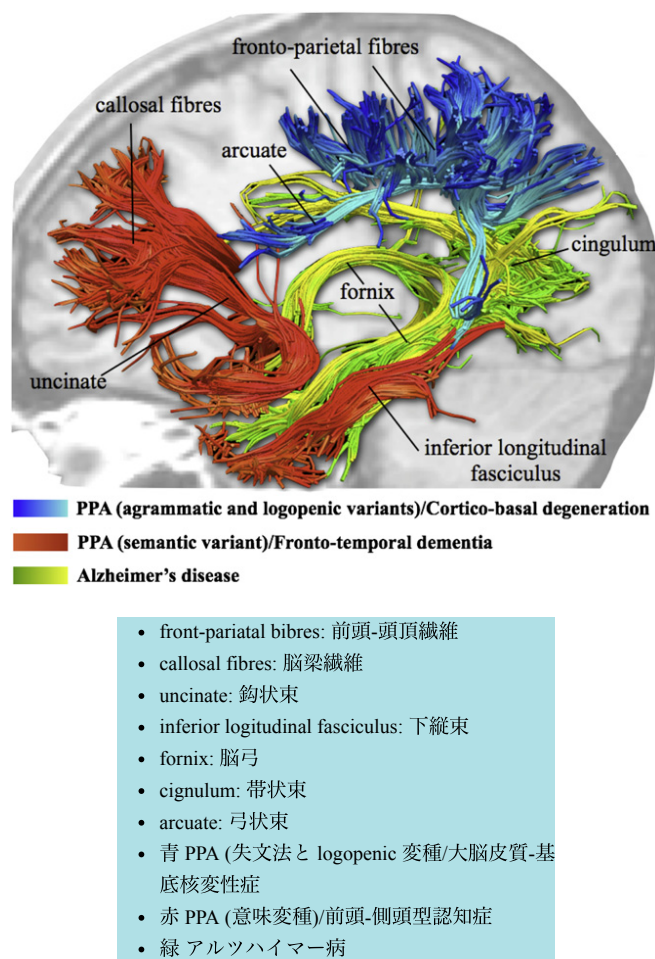 fronto-parietal fibres
callosal fibres
arcuate
cingulum
fornix
uncinate
inferior longitudinal
fasciculus
PPA (agrammatic and logopenic variants)/Cortico-basal degeneration
PPA (semantic variant)/Fronto-temporal dementia
Alzheimer's disease
• front-pariatal bibres: 前頭-頭頂繊維
• callosal fibres: 脳梁繊維
• uncinate: 鈎状束
• inferior logitudinal fasciculus: 下縦束
• fornix: 脳弓
• cignulum: 帯状束
• arcuate: 弓状束
• 青 PPA (失文法と logopenic 変種/大脳皮質-基
底核変性症
• 赤 PPA (意味変種)/前頭-側頭型認知症
• 緑 アルツハイマー病